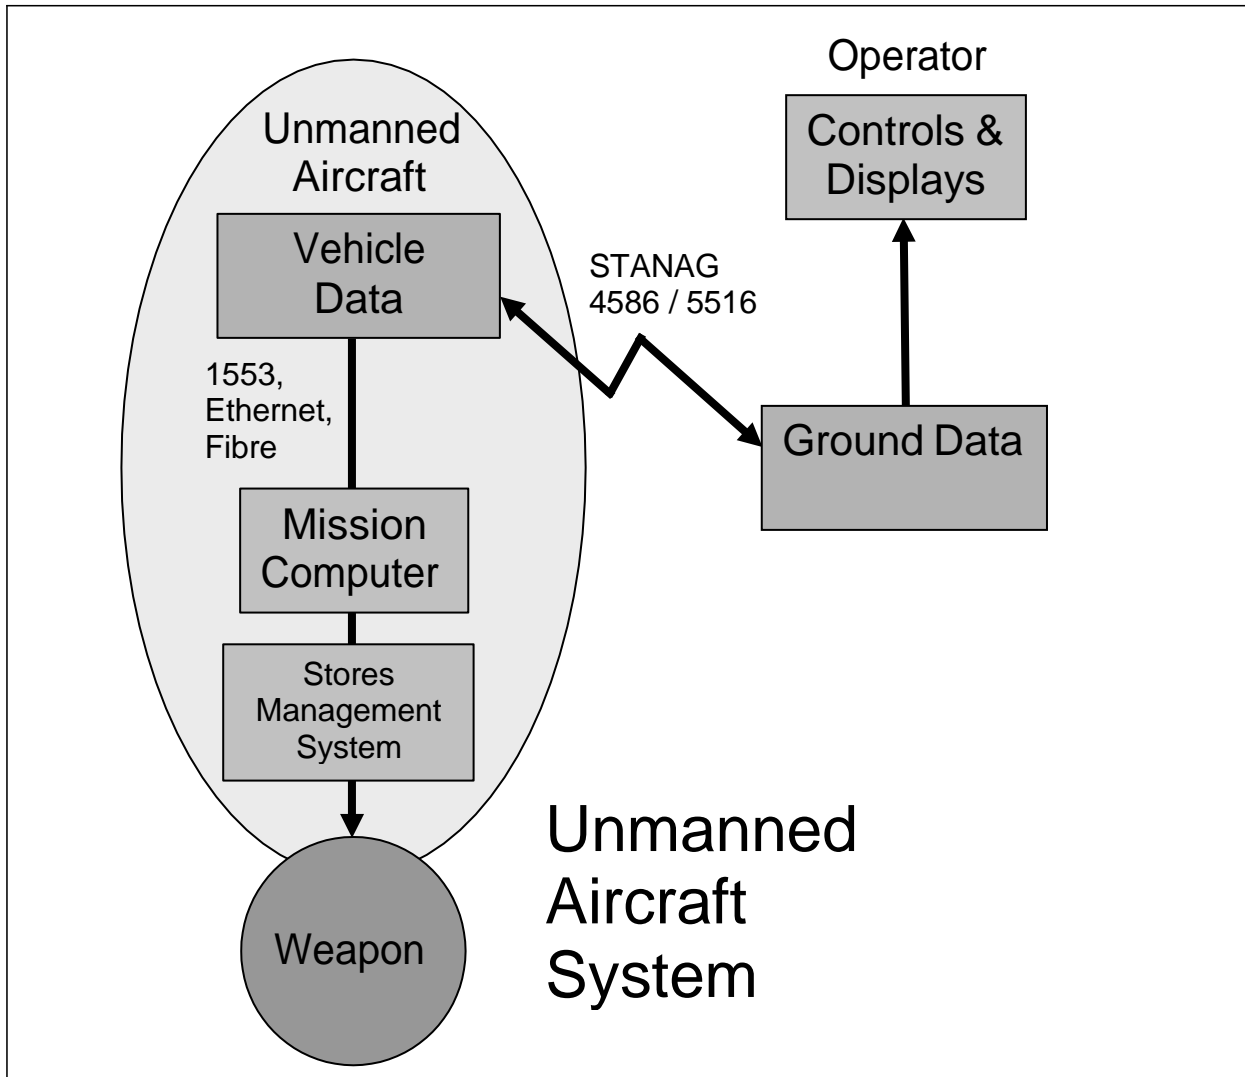 Operator
Controls &
Displays
Unmanned
Aircraft
Vehicle
Data
STANAG
4586 / 5516
1553,
Ethernet,
Fibre
Ground Data
Mission
Computer
Stores
Management
System
Weapon
Unmanned
Aircraft
System